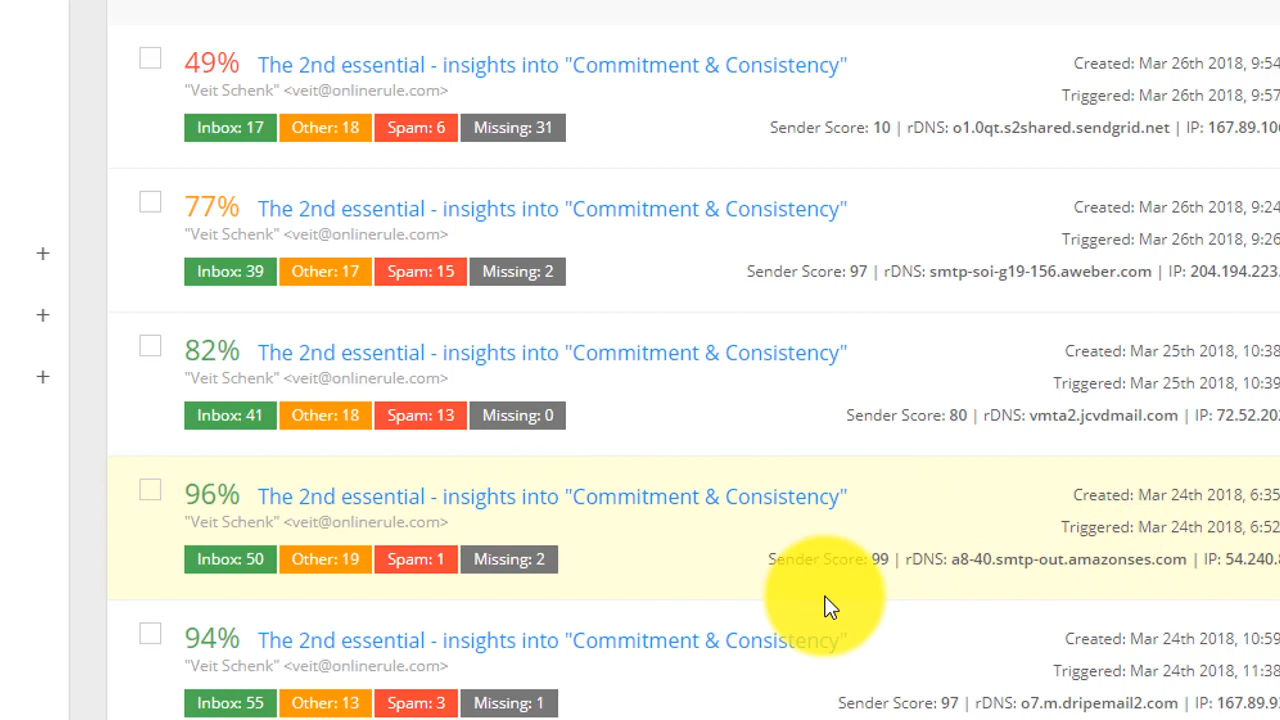 49% The 2nd essential - insights into "Commitment & Consistency" Created: Mar 26th 2018, 9:54
"Veit Schenk" <veit@onlinerule.com> Triggered: Mar 26th 2018, 9:57
Inbox: 17 Other: 18 Spam: 6 Missing: 31 Sender Score: 10 | rDNS: o1.0qt.s2shared.sendgrid.net | IP: 167.89.10
+
77% The 2nd essential - insights into "Commitment & Consistency" Created: Mar 26th 2018, 9:24
"Veit Schenk" <veit@onlinerule.com> Triggered: Mar 26th 2018, 9:26
Inbox: 39 Other: 17 Spam: 15 Missing: 2 Sender Score: 97 | rDNS: smtp-soi-g19-156.aweber.com | IP: 204.194.223.
+
82% The 2nd essential - insights into "Commitment & Consistency" Created: Mar 25th 2018, 10:38
"Veit Schenk" <veit@onlinerule.com> Triggered: Mar 25th 2018, 10:39
Inbox: 41 Other: 18 Spam: 13 Missing: 0 Sender Score: 80 | rDNS: vmta2.jcvdmail.com | IP: 72.52.20
+
96% The 2nd essential - insights into "Commitment & Consistency" Created: Mar 24th 2018, 6:35
"Veit Schenk" <veit@onlinerule.com> Triggered: Mar 24th 2018, 6:52
Inbox: 50 Other: 19 Spam: 1 Missing: 2 Sender Score: 99 | rDNS: a8-40.smtp-out.amazonses.com | IP: 54.240.
94% The 2nd essential - insights into "Commitment & Consistency" Created: Mar 24th 2018, 10:59
"Veit Schenk" <veit@onlinerule.com> Triggered: Mar 24th 2018, 11:38
Inbox: 55 Other: 13 Spam: 3 Missing: 1 Sender Score: 97 | rDNS: o7.m.dripemail2.com | IP: 167.89.9